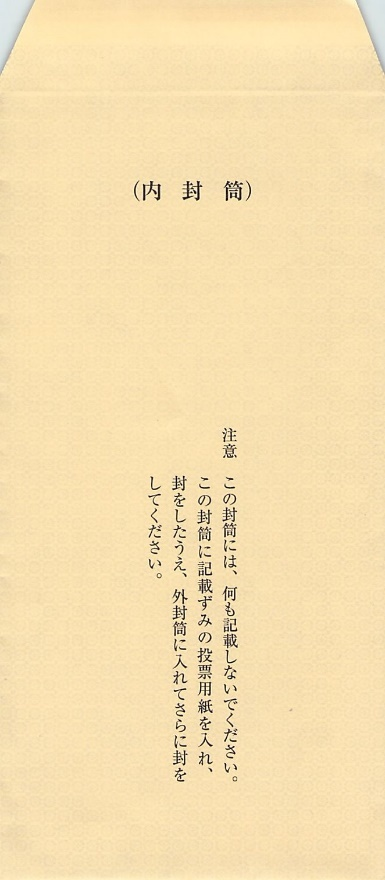 （内封筒）
注意　この封筒には、何も記載しないでください。
この封筒に記載ずみの投票用紙を入れ、
封をしたうえ、外封筒に入れてさらに封を
してください。